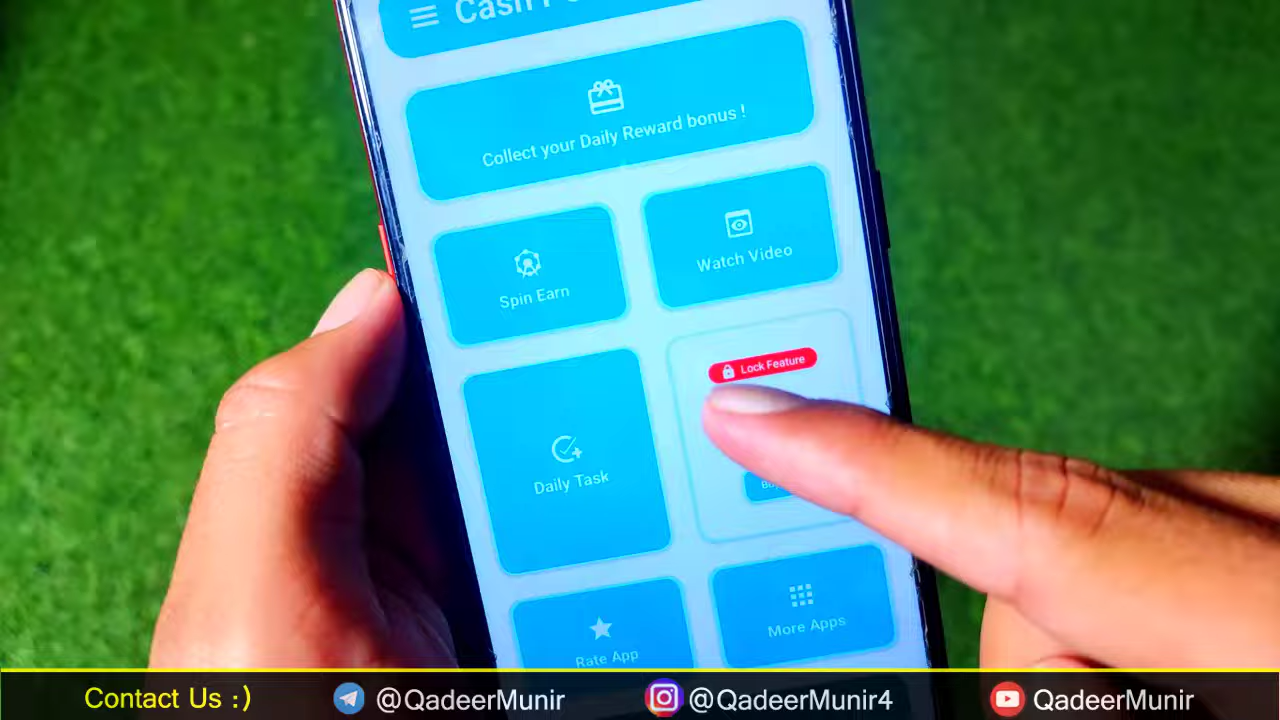 Cash
Collect your Daily Reward bonus !
Spin Earn
Watch Video
Lock Feature
Daily Task
Rate App
More Apps
Contact Us :) @QadeerMunir @QadeerMunir4 QadeerMunir